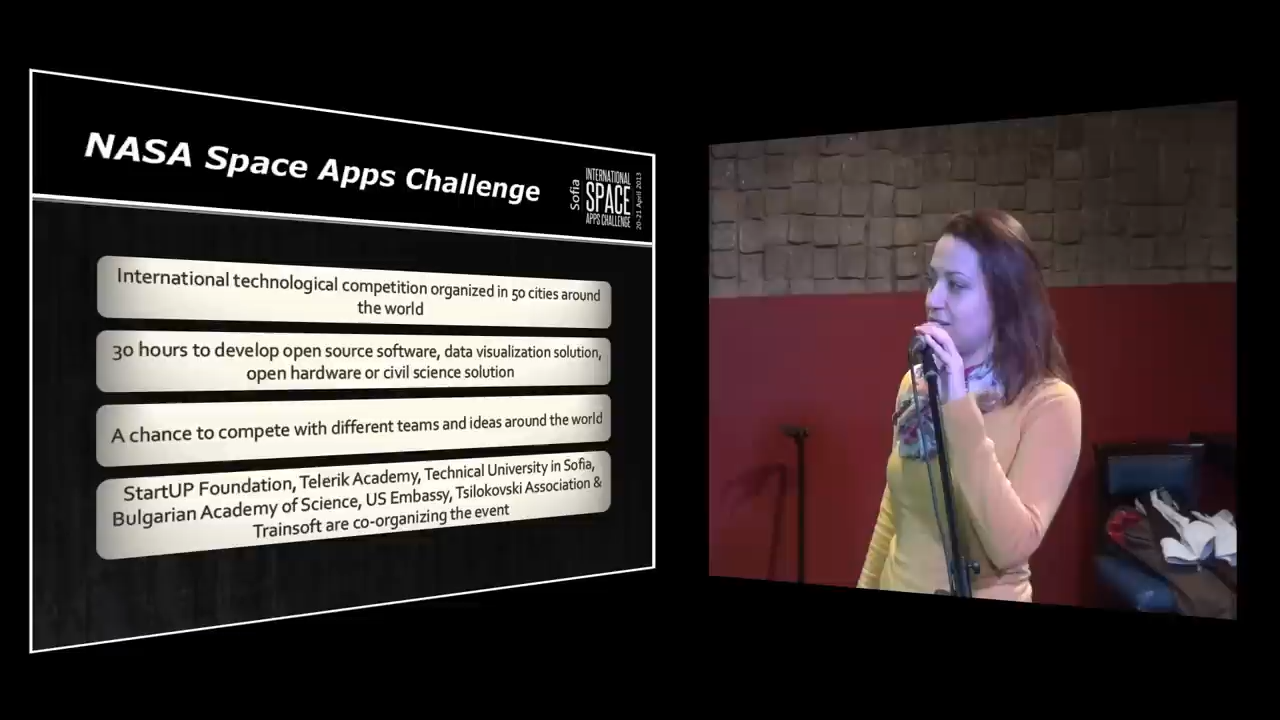 NASA Space Apps Challenge
Sofia
INTERNATIONAL
SPACE
APPS CHALLENGE
20-21 April 2013
International technological competition organized in 50 cities around
the world
30 hours to develop open source software, data visualization solution,
open hardware or civil science solution
A chance to compete with different teams and ideas around the world
StartUP Foundation, Telerik Academy, Technical University in Sofia,
Bulgarian Academy of Science, US Embassy, Tsilokovski Association &
Trainsoft are co-organizing the event